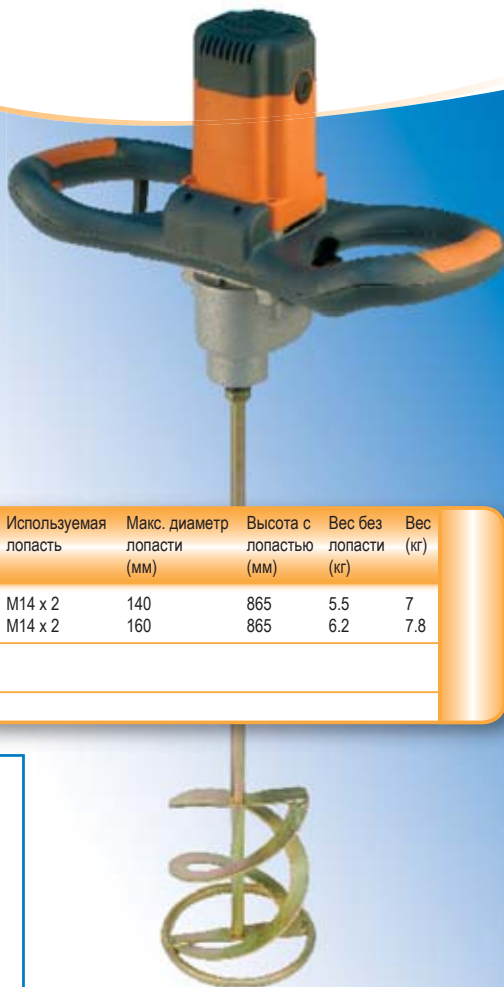 Используемая Макс. диаметр Высота с Вес без Вес
лопасть лопасти лопастью лопасти (кг)
(мм) (мм) (кг)
M14 x 2 140 865 5.5 7
M14 x 2 160 865 6.2 7.8